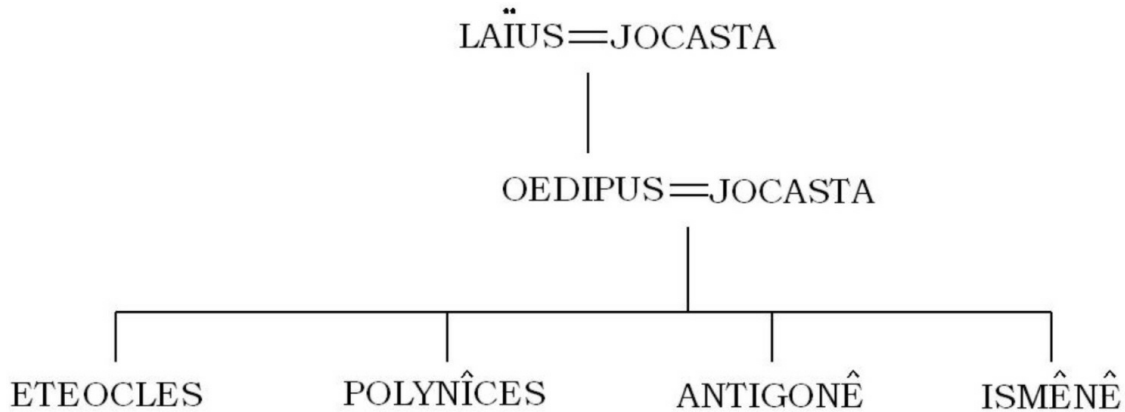 LAÏUS=JOCASTA
OEDIPUS=JOCASTA
ETEOCLES POLYNÎCES ANTIGONÊ ISMÊNÊ